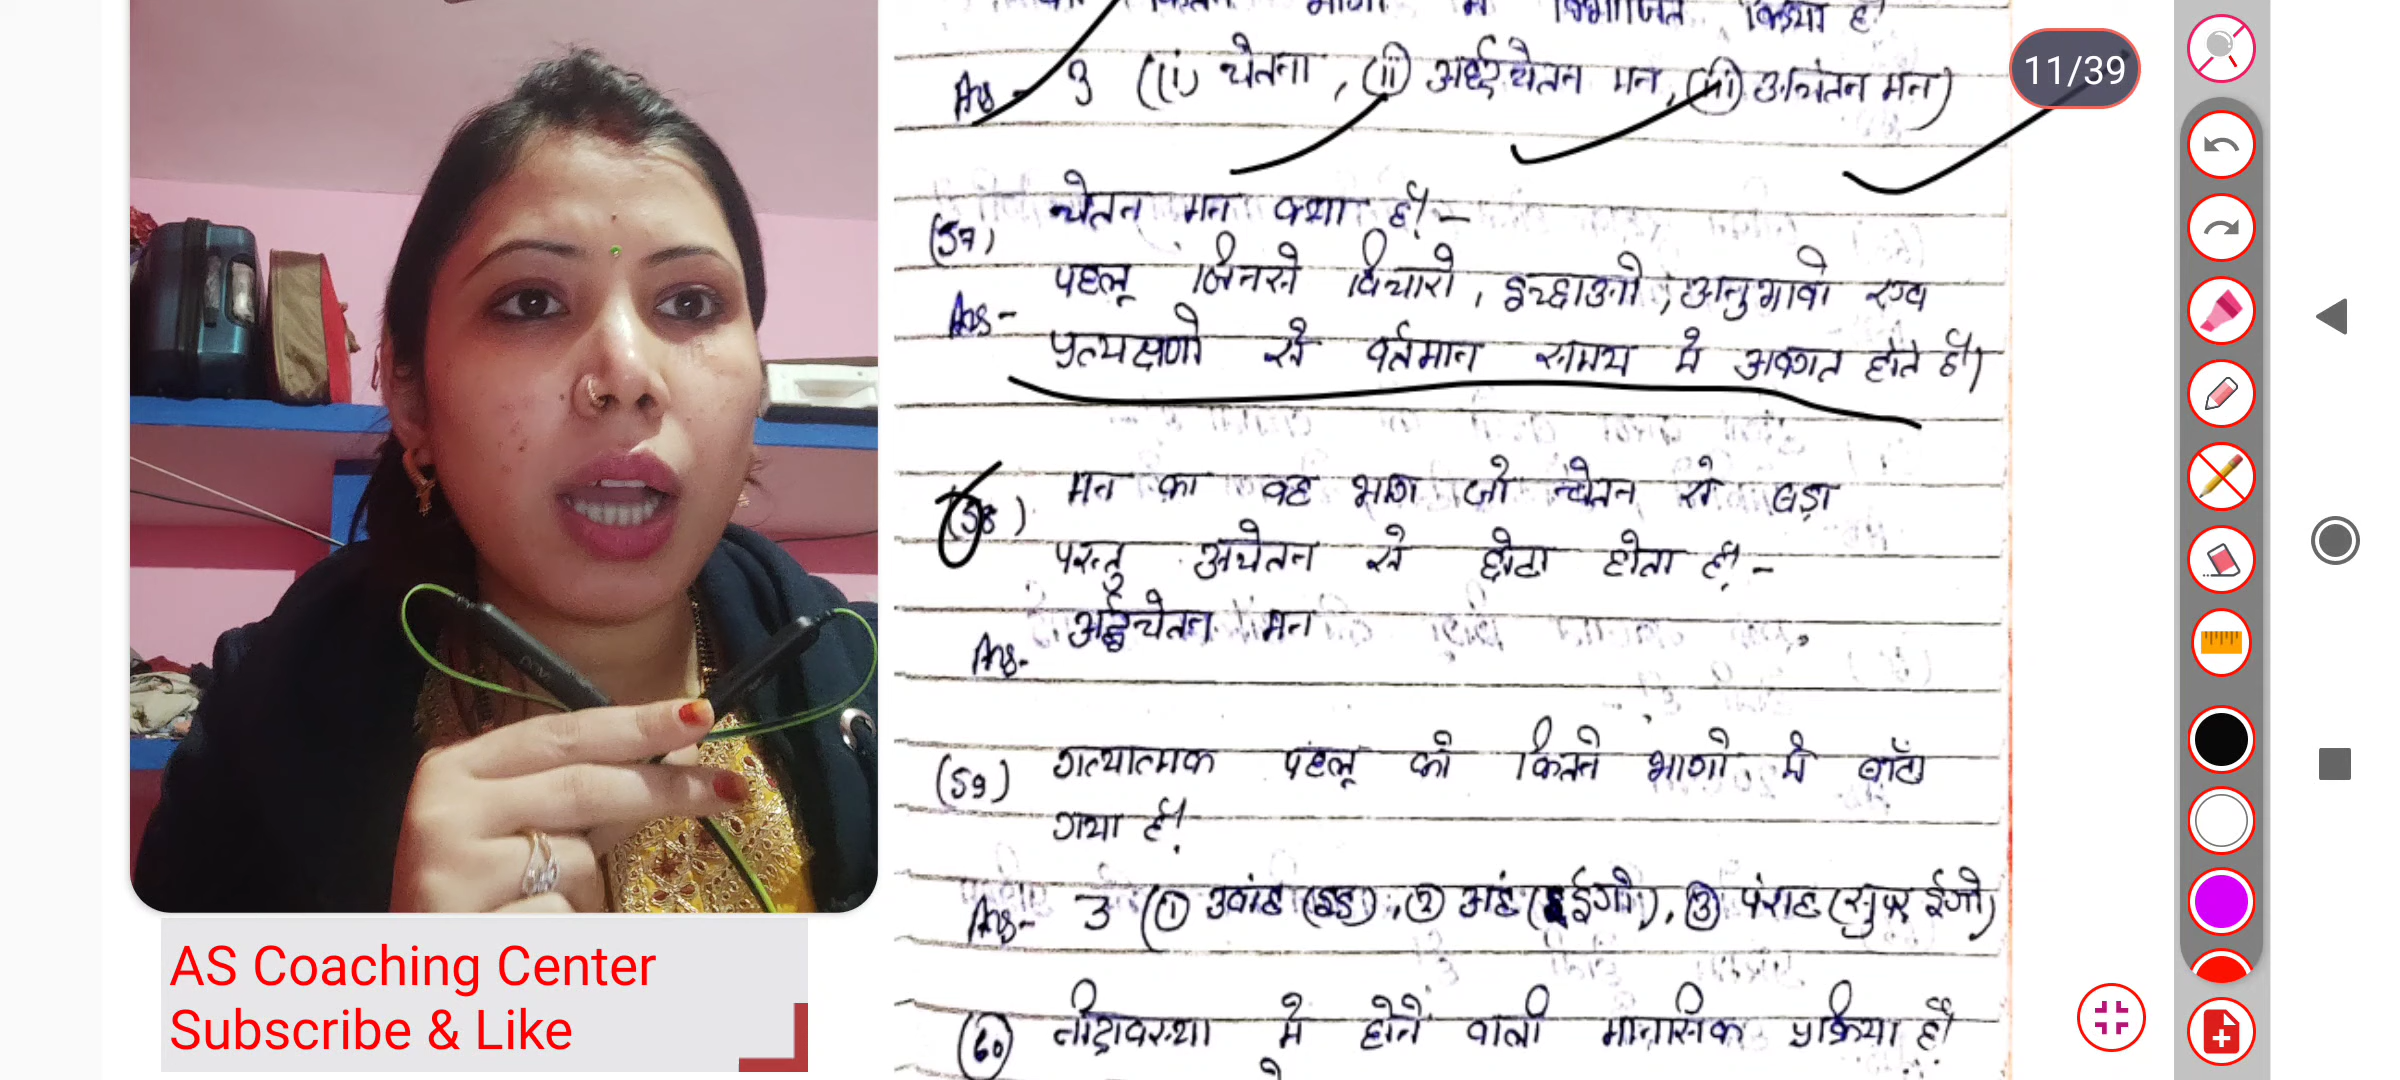 भागों में विभाजित किया है
Ans- 3 ((i) चेतना, (ii) अर्द्धचेतन मन, (iii) अचेतन मन)
(57) चेतन मन क्या है! -
Ans- पहलू जिनसे विचारो, इच्छाओ, अनुभावो एव
प्रत्यक्षणो से वर्तमान समय मे अवगत होते है।
(58) मन का वह भाग जो चेतन से बड़ा
परन्तु अचेतन से छोटा होता है! -
Ans- अर्द्धचेतन मन
(59) गत्यात्मक पहलू को कितने भागो मे बाँटा
गया है!
Ans- 3 (① उवांह (इड), ② अहं (ईगो), ③ पंराह (सुपर ईगो)
(60) नीद्रावस्था मे होने वाली मानसिक प्रक्रिया है।
11/39
AS Coaching Center
Subscribe & Like